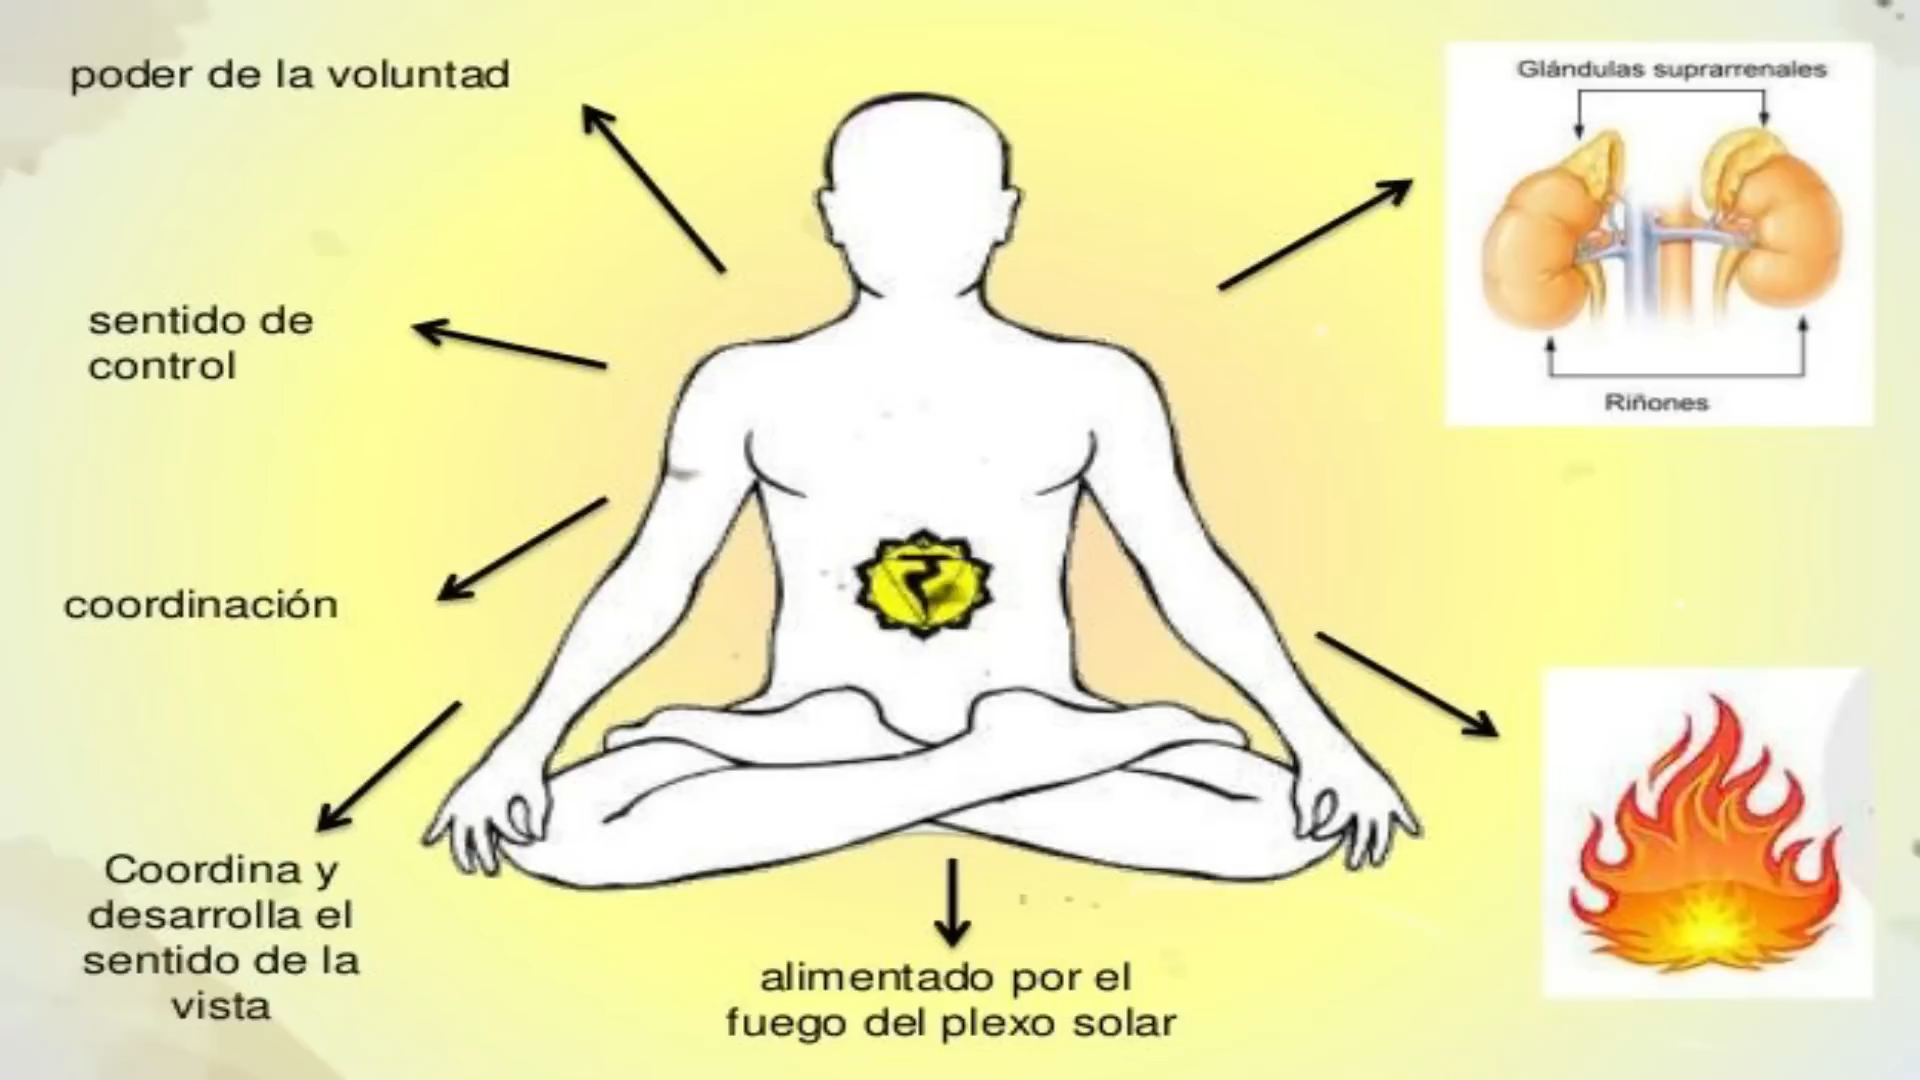 poder de la voluntad
Glándulas suprarrenales
sentido de
control
Riñones
र
coordinación
Coordina y
desarrolla el
sentido de la
vista
alimentado por el
fuego del plexo solar